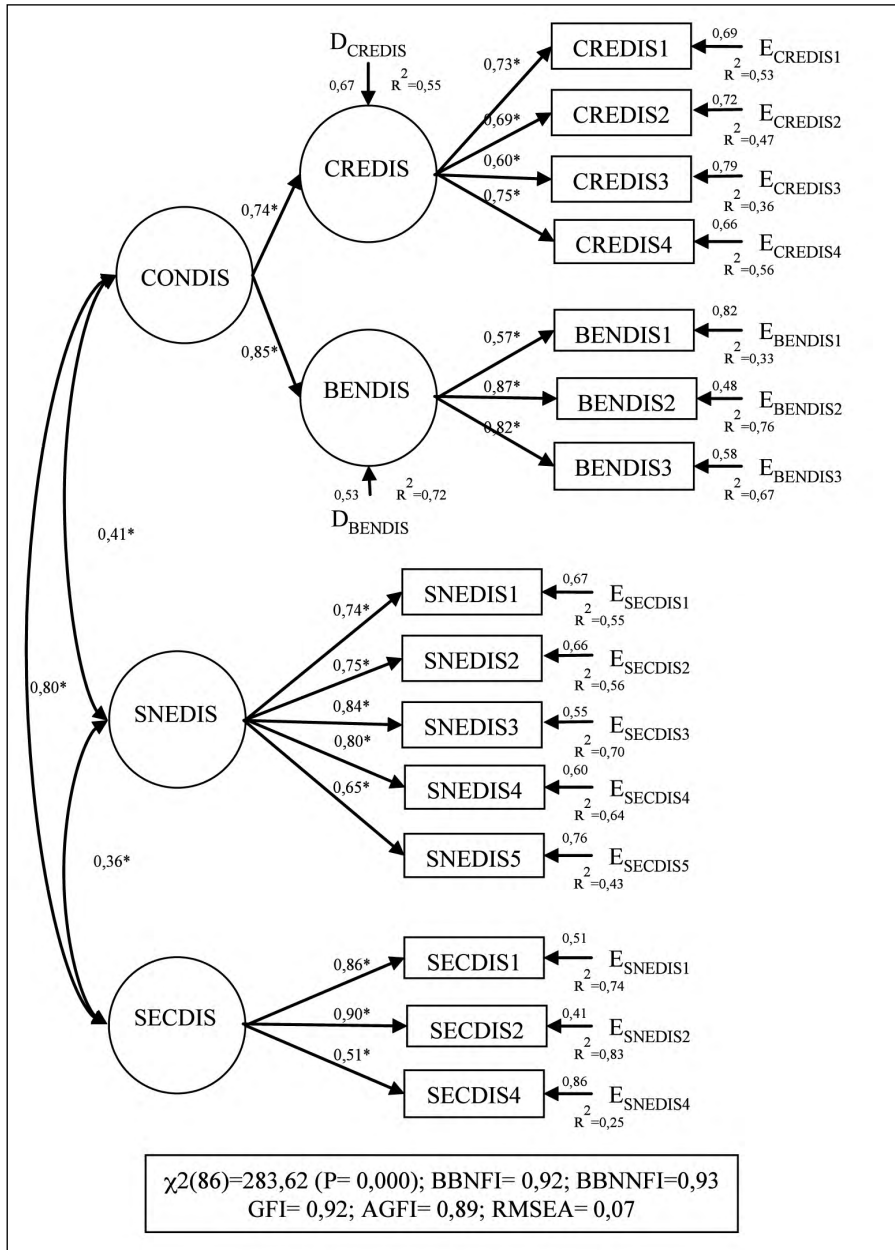 D_CREDIS
0,67 R²=0,55
CREDIS
0,73*
0,69*
0,60*
0,75*
CREDIS1
0,69
E_CREDIS1
R²=0,53
CREDIS2
0,72
E_CREDIS2
R²=0,47
CREDIS3
0,79
E_CREDIS3
R²=0,36
CREDIS4
0,66
E_CREDIS4
R²=0,56
CONDIS
0,74*
0,85*
BENDIS
0,57*
0,87*
0,82*
BENDIS1
0,82
E_BENDIS1
R²=0,33
BENDIS2
0,48
E_BENDIS2
R²=0,76
BENDIS3
0,58
E_BENDIS3
R²=0,67
0,53 R²=0,72
D_BENDIS
0,41*
0,80*
0,36*
SNEDIS
0,74*
0,75*
0,84*
0,80*
0,65*
SNEDIS1
0,67
E_SECDIS1
R²=0,55
SNEDIS2
0,66
E_SECDIS2
R²=0,56
SNEDIS3
0,55
E_SECDIS3
R²=0,70
SNEDIS4
0,60
E_SECDIS4
R²=0,64
SNEDIS5
0,76
E_SECDIS5
R²=0,43
SECDIS
0,86*
0,90*
0,51*
SECDIS1
0,51
E_SNEDIS1
R²=0,74
SECDIS2
0,41
E_SNEDIS2
R²=0,83
SECDIS4
0,86
E_SNEDIS4
R²=0,25
χ2(86)=283,62 (P= 0,000); BBNFI= 0,92; BBNNFI=0,93
GFI= 0,92; AGFI= 0,89; RMSEA= 0,07